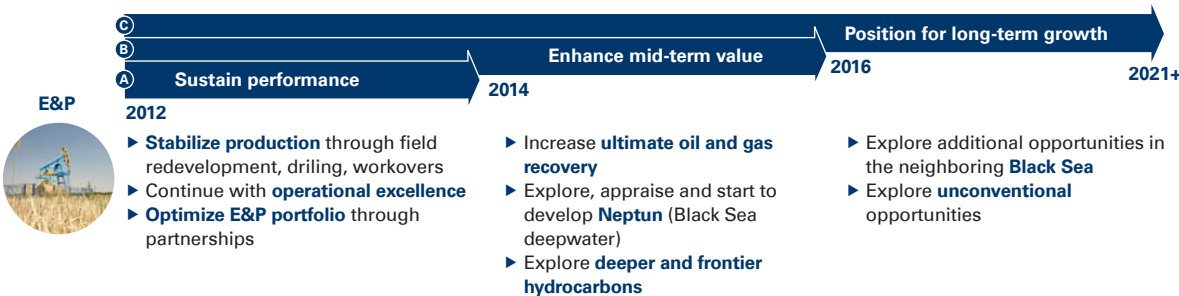 C
B
A
Position for long-term growth
Enhance mid-term value
Sustain performance
2016
2021+
2014
2012
E&P
▶ Stabilize production through field
redevelopment, driling, workovers
▶ Continue with operational excellence
▶ Optimize E&P portfolio through
partnerships
▶ Increase ultimate oil and gas
recovery
▶ Explore, appraise and start to
develop Neptun (Black Sea
deepwater)
▶ Explore deeper and frontier
hydrocarbons
▶ Explore additional opportunities in
the neighboring Black Sea
▶ Explore unconventional
opportunities